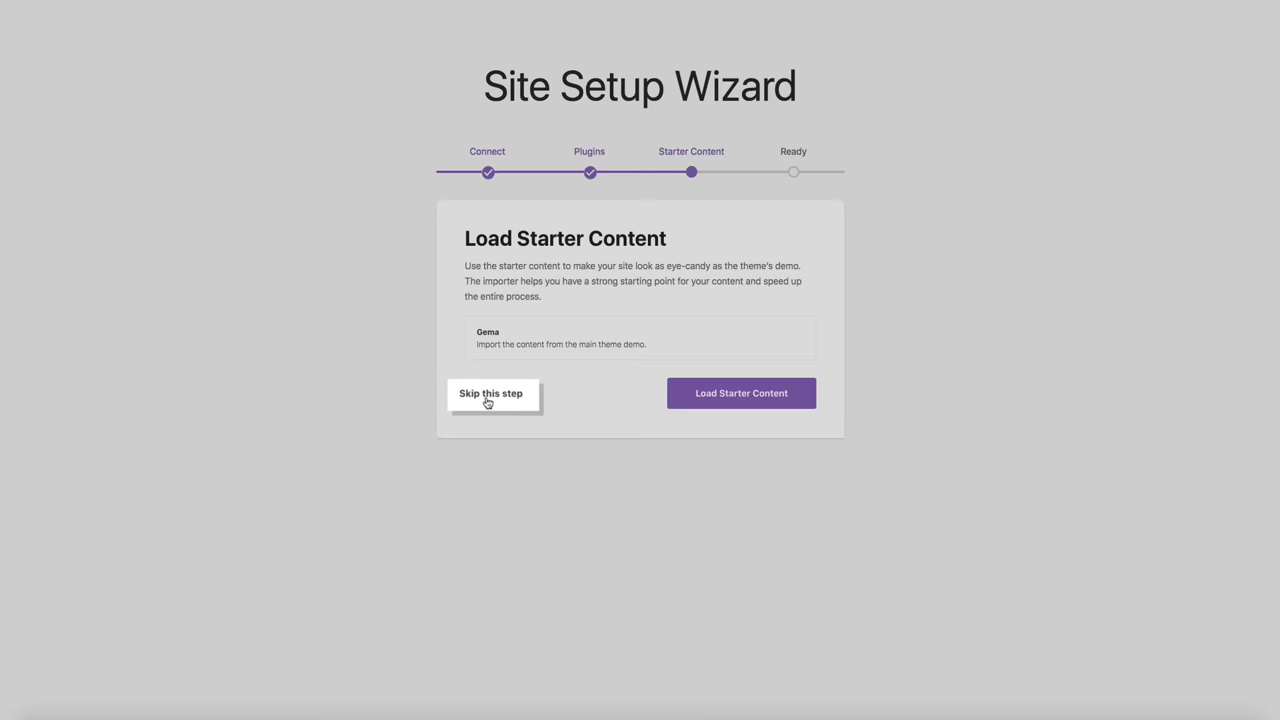 Site Setup Wizard
Connect
Plugins
Starter Content
Ready
Load Starter Content
Use the starter content to make your site look as eye-candy as the theme's demo.
The importer helps you have a strong starting point for your content and speed up
the entire process.
Gema
Import the content from the main theme demo.
Skip this step
Load Starter Content